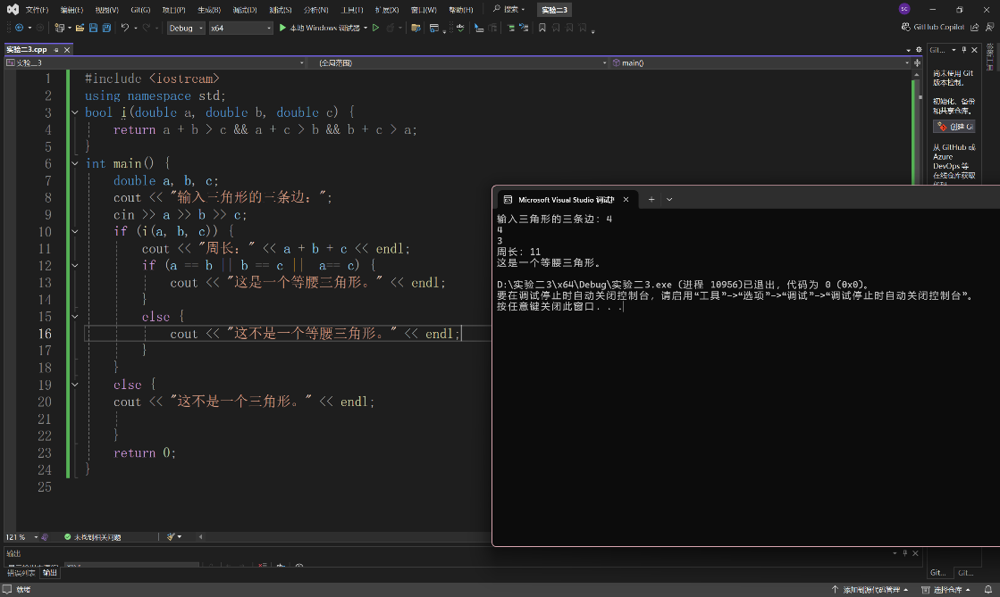 文件(F) 编辑(E) 视图(V) Git(G) 项目(P) 生成(B) 调试(D) 测试(S) 分析(N) 工具(T) 扩展(X) 窗口(W) 帮助(H) 搜索 实验二3 SC
Debug x64 本地 Windows 调试器 GitHub Copilot
实验二3.cpp
实验二3 (全局范围) main()
1 #include <iostream>
2 using namespace std;
3 bool i(double a, double b, double c) {
4 return a + b > c && a + c > b && b + c > a;
5 }
6 int main() {
7 double a, b, c;
8 cout << "输入三角形的三条边：";
9 cin >> a >> b >> c;
10 if (i(a, b, c)) {
11 cout << "周长：" << a + b + c << endl;
12 if (a == b || b == c ||  a== c) {
13 cout << "这是一个等腰三角形。" << endl;
14 }
15 else {
16 cout << "这不是一个等腰三角形。" << endl;
17 }
18 }
19 else {
20 cout << "这不是一个三角形。" << endl;
21
22 }
23 return 0;
24 }
25
Microsoft Visual Studio 调试
输入三角形的三条边：4
4
3
周长：11
这是一个等腰三角形。
D:\实验二3\x64\Debug\实验二3.exe (进程 10956)已退出，代码为 0 (0x0)。
要在调试停止时自动关闭控制台，请启用“工具”->“选项”->“调试”->“调试停止时自动关闭控制台”。
按任意键关闭此窗口. . .
Git...
尚未使用 Git
版本控制。
初始化、备份
和共享仓库。
创建 Gi
从 GitHub 或
Azure
DevOps 等
在线仓库获取
121 % 未找到相关问题
输出
错误列表 输出
Git... Git...
就绪 添加到源代码管理 选择仓库